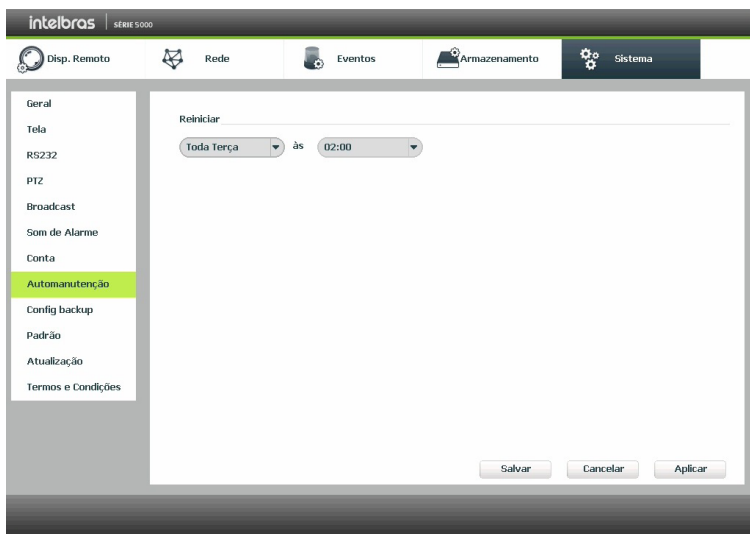 intelbras SÉRIE 5000
Disp. Remoto Rede Eventos Armazenamento Sistema
Geral
Tela
RS232
PTZ
Broadcast
Som de Alarme
Conta
Automanutenção
Config backup
Padrão
Atualização
Termos e Condições
Reiniciar
Toda Terça às 02:00
Salvar Cancelar Aplicar